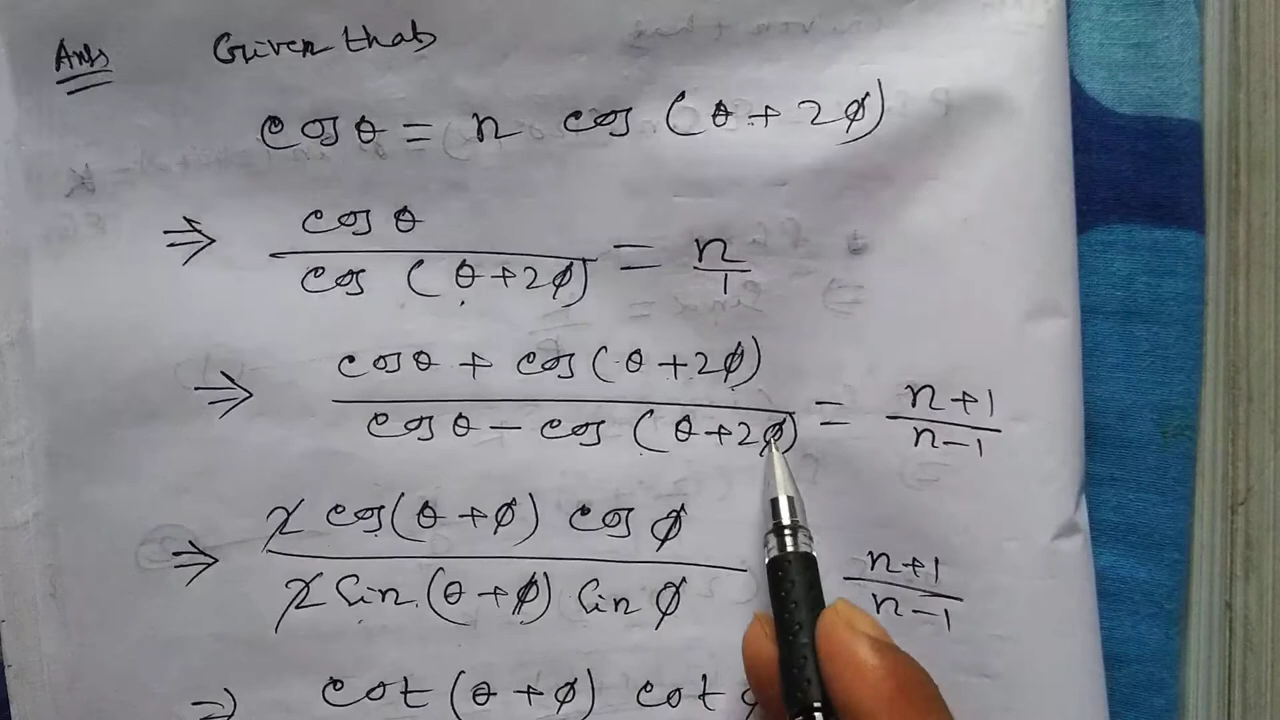 Ans Given that
cos θ = n cos (θ + 2φ)
⇒ cos θ / cos (θ + 2φ) = n / 1
⇒ cos θ + cos (θ + 2φ) / cos θ - cos (θ + 2φ) = n+1 / n-1
⇒ 2 cos (θ + φ) cos φ / 2 sin (θ + φ) sin φ n+1 / n-1
⇒ cot (θ + φ) cot